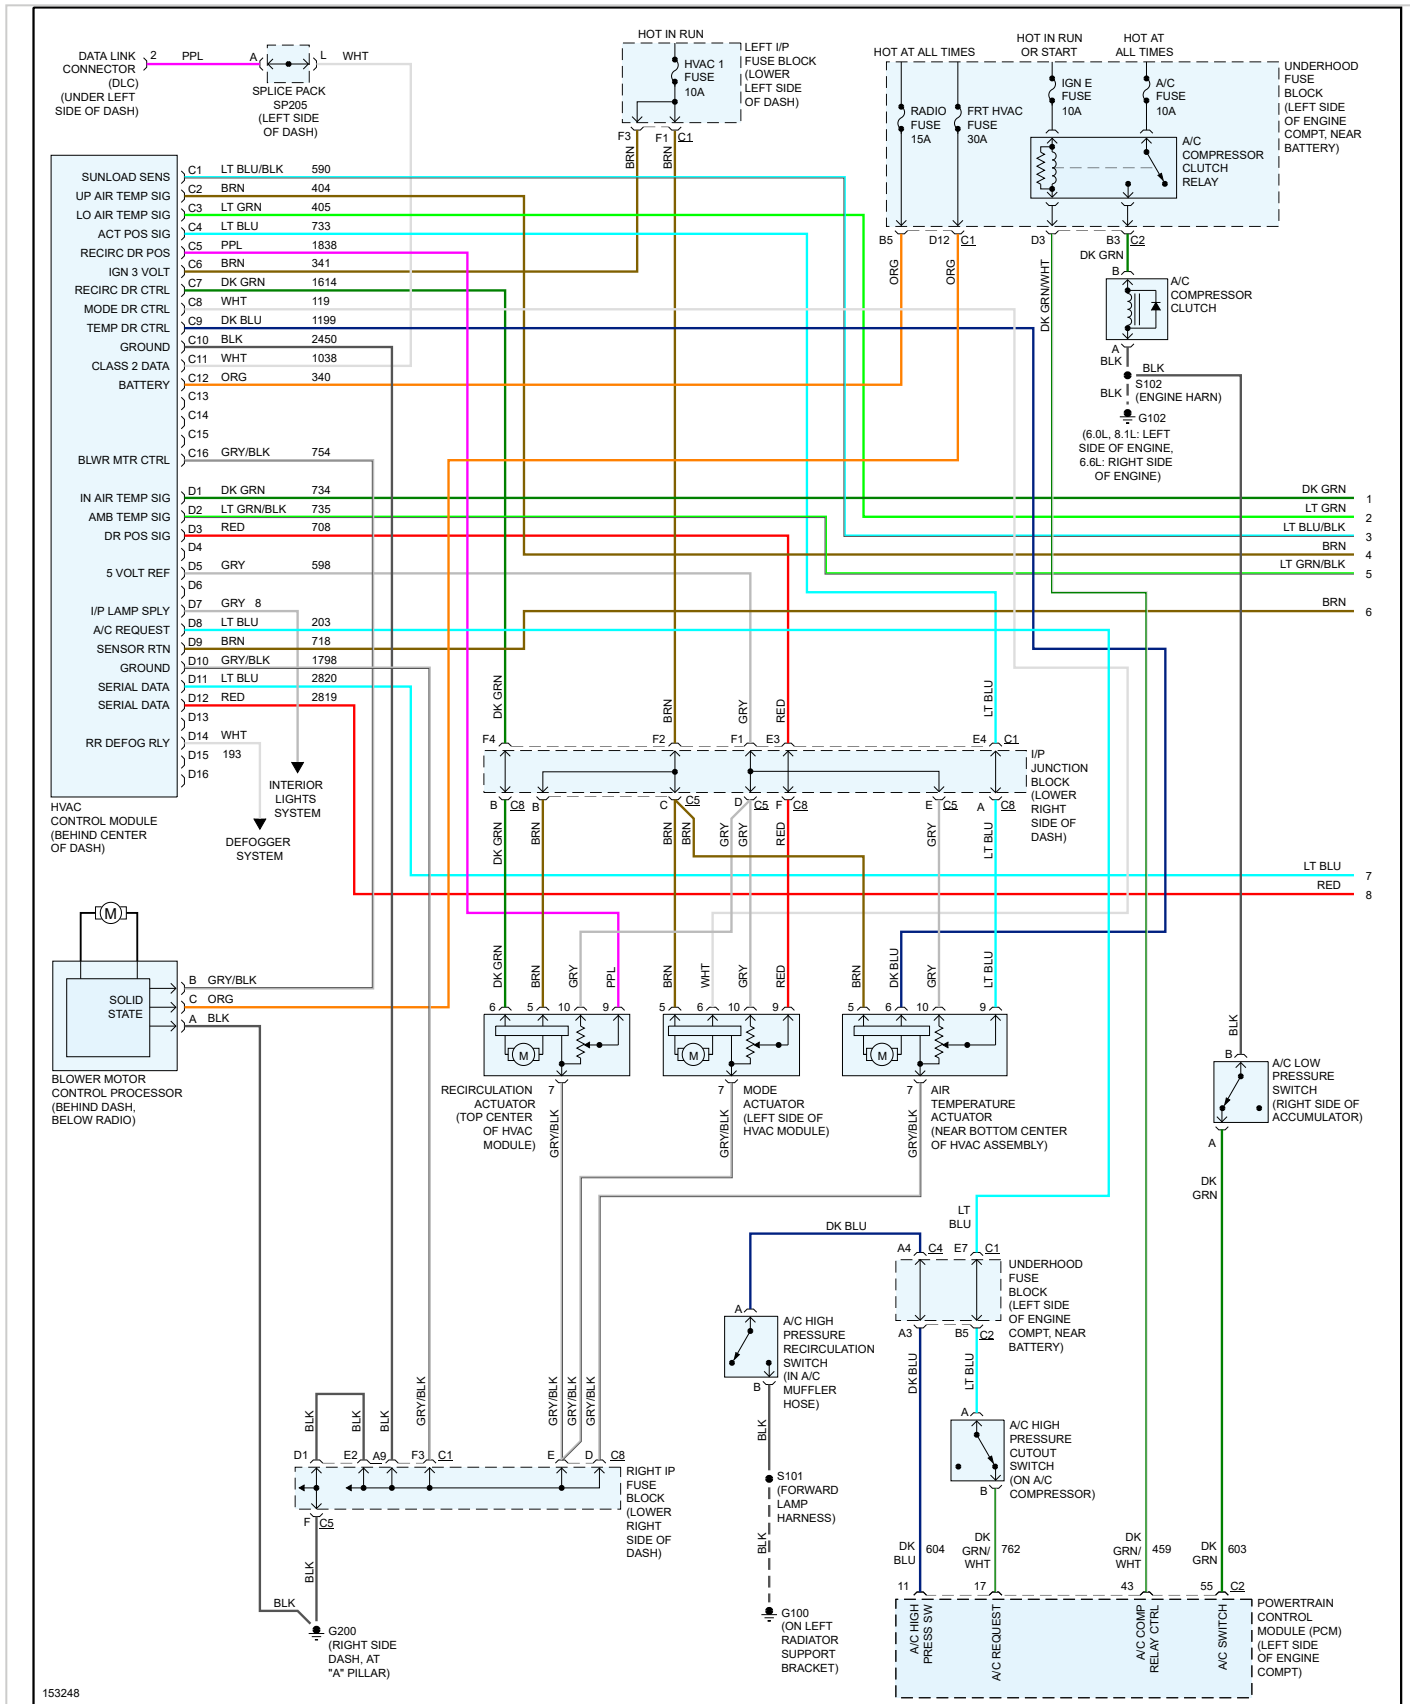 DATA LINK
CONNECTOR
(DLC)
(UNDER LEFT
SIDE OF DASH)
2 PPL A L WHT
SPLICE PACK
SP205
(LEFT SIDE
OF DASH)
HOT IN RUN
HVAC 1
FUSE
10A
LEFT I/P
FUSE BLOCK
(LOWER
LEFT SIDE
OF DASH)
F3 F1 C1
BRN BRN
HOT AT ALL TIMES
HOT IN RUN
OR START
HOT AT
ALL TIMES
RADIO
FUSE
15A
FRT HVAC
FUSE
30A
IGN E
FUSE
10A
A/C
FUSE
10A
A/C
COMPRESSOR
CLUTCH
RELAY
UNDERHOOD
FUSE
BLOCK
(LEFT SIDE
OF ENGINE
COMPT, NEAR
BATTERY)
B5 D12 C1 D3 B3 C2
ORG ORG DK GRN/WHT DK GRN
B
A/C
COMPRESSOR
CLUTCH
A
BLK
BLK
S102
(ENGINE HARN)
BLK
G102
(6.0L, 8.1L: LEFT
SIDE OF ENGINE,
6.6L: RIGHT SIDE
OF ENGINE)
SUNLOAD SENS C1 LT BLU/BLK 590
UP AIR TEMP SIG C2 BRN 404
LO AIR TEMP SIG C3 LT GRN 405
ACT POS SIG C4 LT BLU 733
RECIRC DR POS C5 PPL 1838
IGN 3 VOLT C6 BRN 341
RECIRC DR CTRL C7 DK GRN 1614
MODE DR CTRL C8 WHT 119
TEMP DR CTRL C9 DK BLU 1199
GROUND C10 BLK 2450
CLASS 2 DATA C11 WHT 1038
BATTERY C12 ORG 340
C13
C14
C15
BLWR MTR CTRL C16 GRY/BLK 754
IN AIR TEMP SIG D1 DK GRN 734
AMB TEMP SIG D2 LT GRN/BLK 735
DR POS SIG D3 RED 708
D4
5 VOLT REF D5 GRY 598
D6
I/P LAMP SPLY D7 GRY 8
A/C REQUEST D8 LT BLU 203
SENSOR RTN D9 BRN 718
GROUND D10 GRY/BLK 1798
SERIAL DATA D11 LT BLU 2820
SERIAL DATA D12 RED 2819
D13
RR DEFOG RLY D14 WHT
D15 193
D16
HVAC
CONTROL MODULE
(BEHIND CENTER
OF DASH)
INTERIOR
LIGHTS
SYSTEM
DEFOGGER
SYSTEM
DK GRN 1
LT GRN 2
LT BLU/BLK 3
BRN 4
LT GRN/BLK 5
BRN 6
LT BLU 7
RED 8
DK GRN BRN GRY RED LT BLU
F4 F2 F1 E3 E4 C1
I/P
JUNCTION
BLOCK
(LOWER
RIGHT
SIDE OF
DASH)
B C8 B C C5 D C5 F C8 E C5 A C8
DK GRN BRN BRN BRN GRY GRY RED GRY LT BLU
M
SOLID
STATE
B GRY/BLK
C ORG
A BLK
BLOWER MOTOR
CONTROL PROCESSOR
(BEHIND DASH,
BELOW RADIO)
DK GRN BRN GRY PPL BRN WHT GRY RED BRN DK BLU GRY LT BLU
6 5 10 9 5 6 10 9 5 6 10 9
M M M
7 7 7
RECIRCULATION
ACTUATOR
(TOP CENTER
OF HVAC
MODULE)
GRY/BLK
MODE
ACTUATOR
(LEFT SIDE OF
HVAC MODULE)
GRY/BLK
AIR
TEMPERATURE
ACTUATOR
(NEAR BOTTOM CENTER
OF HVAC ASSEMBLY)
GRY/BLK
BLK
B
A/C LOW
PRESSURE
SWITCH
(RIGHT SIDE OF
ACCUMULATOR)
A
DK
GRN
DK BLU
LT
BLU
A4 C4 E7 C1
UNDERHOOD
FUSE
BLOCK
(LEFT SIDE
OF ENGINE
COMPT, NEAR
BATTERY)
A3 B5 C2
DK BLU LT BLU
A
A/C HIGH
PRESSURE
RECIRCULATION
SWITCH
(IN A/C
MUFFLER
HOSE)
B
BLK
S101
(FORWARD
LAMP
HARNESS)
BLK
G100
(ON LEFT
RADIATOR
SUPPORT
BRACKET)
A
A/C HIGH
PRESSURE
CUTOUT
SWITCH
(ON A/C
COMPRESSOR)
B
BLK BLK BLK GRY/BLK GRY/BLK GRY/BLK GRY/BLK
D1 E2 A9 F3 C1 E D C8
RIGHT IP
FUSE
BLOCK
(LOWER
RIGHT
SIDE OF
DASH)
F C5
BLK
BLK
G200
(RIGHT SIDE
DASH, AT
"A" PILLAR)
DK
BLU
604
DK
GRN/
WHT
762
DK
GRN/
WHT
459
DK
GRN
603
11 17 43 55 C2
A/C HIGH
PRESS SW
A/C REQUEST
A/C COMP
RELAY CTRL
A/C SWITCH
POWERTRAIN
CONTROL
MODULE (PCM)
(LEFT SIDE
OF ENGINE
COMPT)
153248